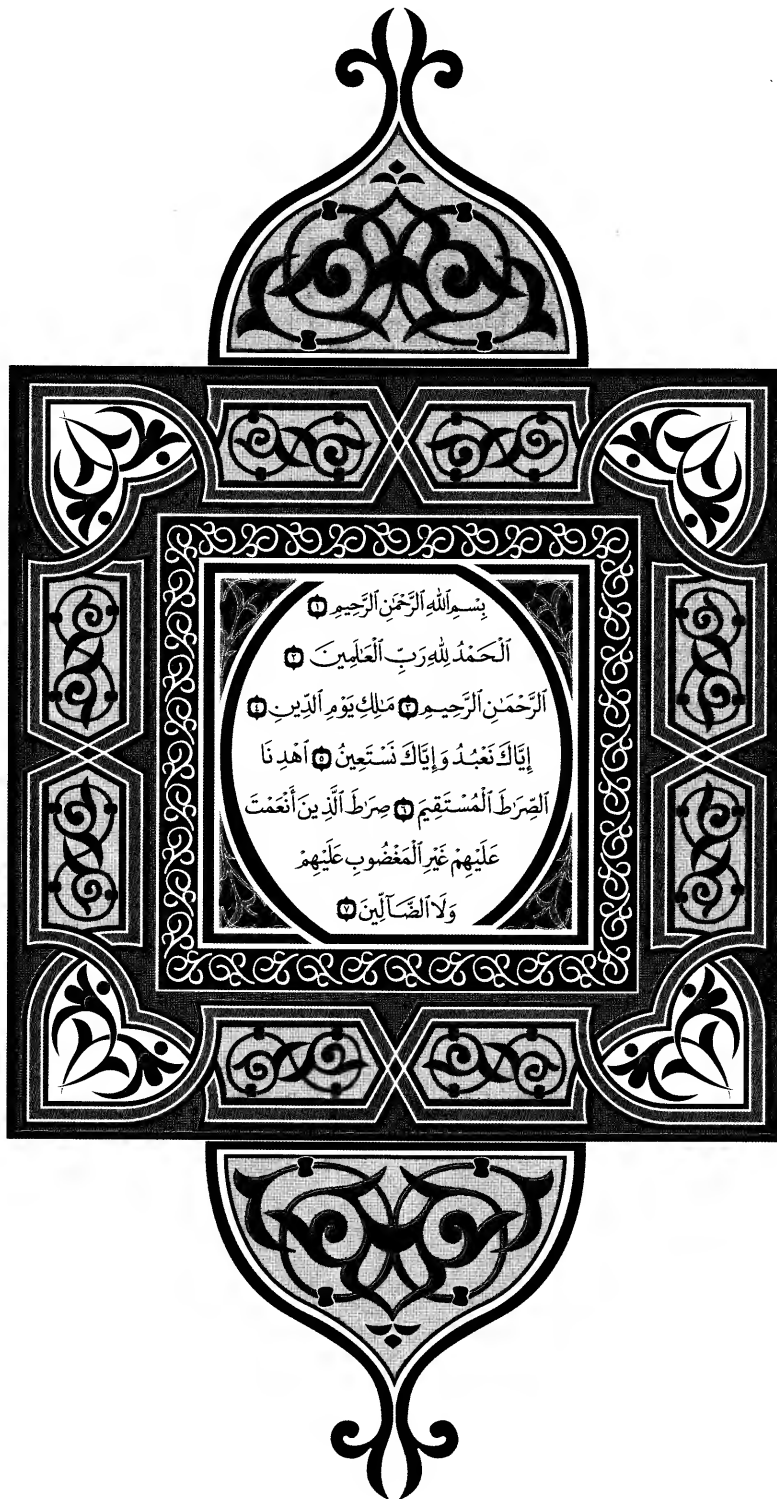 بِسْمِ ٱللَّهِ ٱلرَّحْمَٰنِ ٱلرَّحِيمِ ١
ٱلْحَمْدُ لِلَّهِ رَبِّ ٱلْعَٰلَمِينَ ٢
ٱلرَّحْمَٰنِ ٱلرَّحِيمِ ٣ مَٰلِكِ يَوْمِ ٱلدِّينِ ٤
إِيَّاكَ نَعْبُدُ وَإِيَّاكَ نَسْتَعِينُ ٥ ٱهْدِنَا
ٱلصِّرَٰطَ ٱلْمُسْتَقِيمَ ٦ صِرَٰطَ ٱلَّذِينَ أَنْعَمْتَ
عَلَيْهِمْ غَيْرِ ٱلْمَغْضُوبِ عَلَيْهِمْ
وَلَا ٱلضَّآلِّينَ ٧